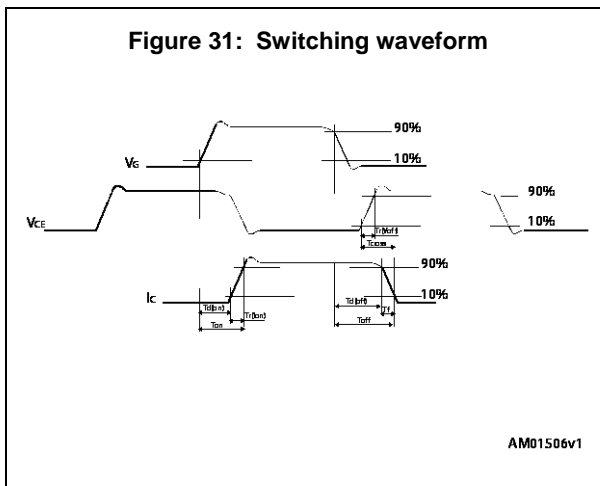 Figure 31: Switching waveform
90%
10%
VG
90%
VCE
10%
Tr(Voff)
Tcross
90%
IC
10%
Td(on)
Td(off)
Tf
Tr(Ion)
Ton
Toff
AM01506v1